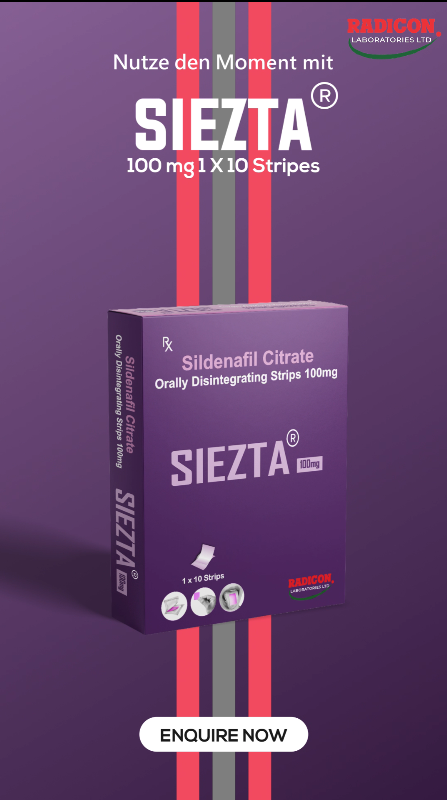 RADICON
LABORATORIES LTD
Nutze den Moment mit
SIEZTA®
100 mg 1 X 10 Stripes
Rx
Sildenafil Citrate
Orally Disintegrating Strips 100mg
SIEZTA® 100mg
1 x 10 Strips
RADICON
LABORATORIES LTD
Sildenafil Citrate
Orally Disintegrating Strips 100mg
SIEZTA® 100mg
ENQUIRE NOW